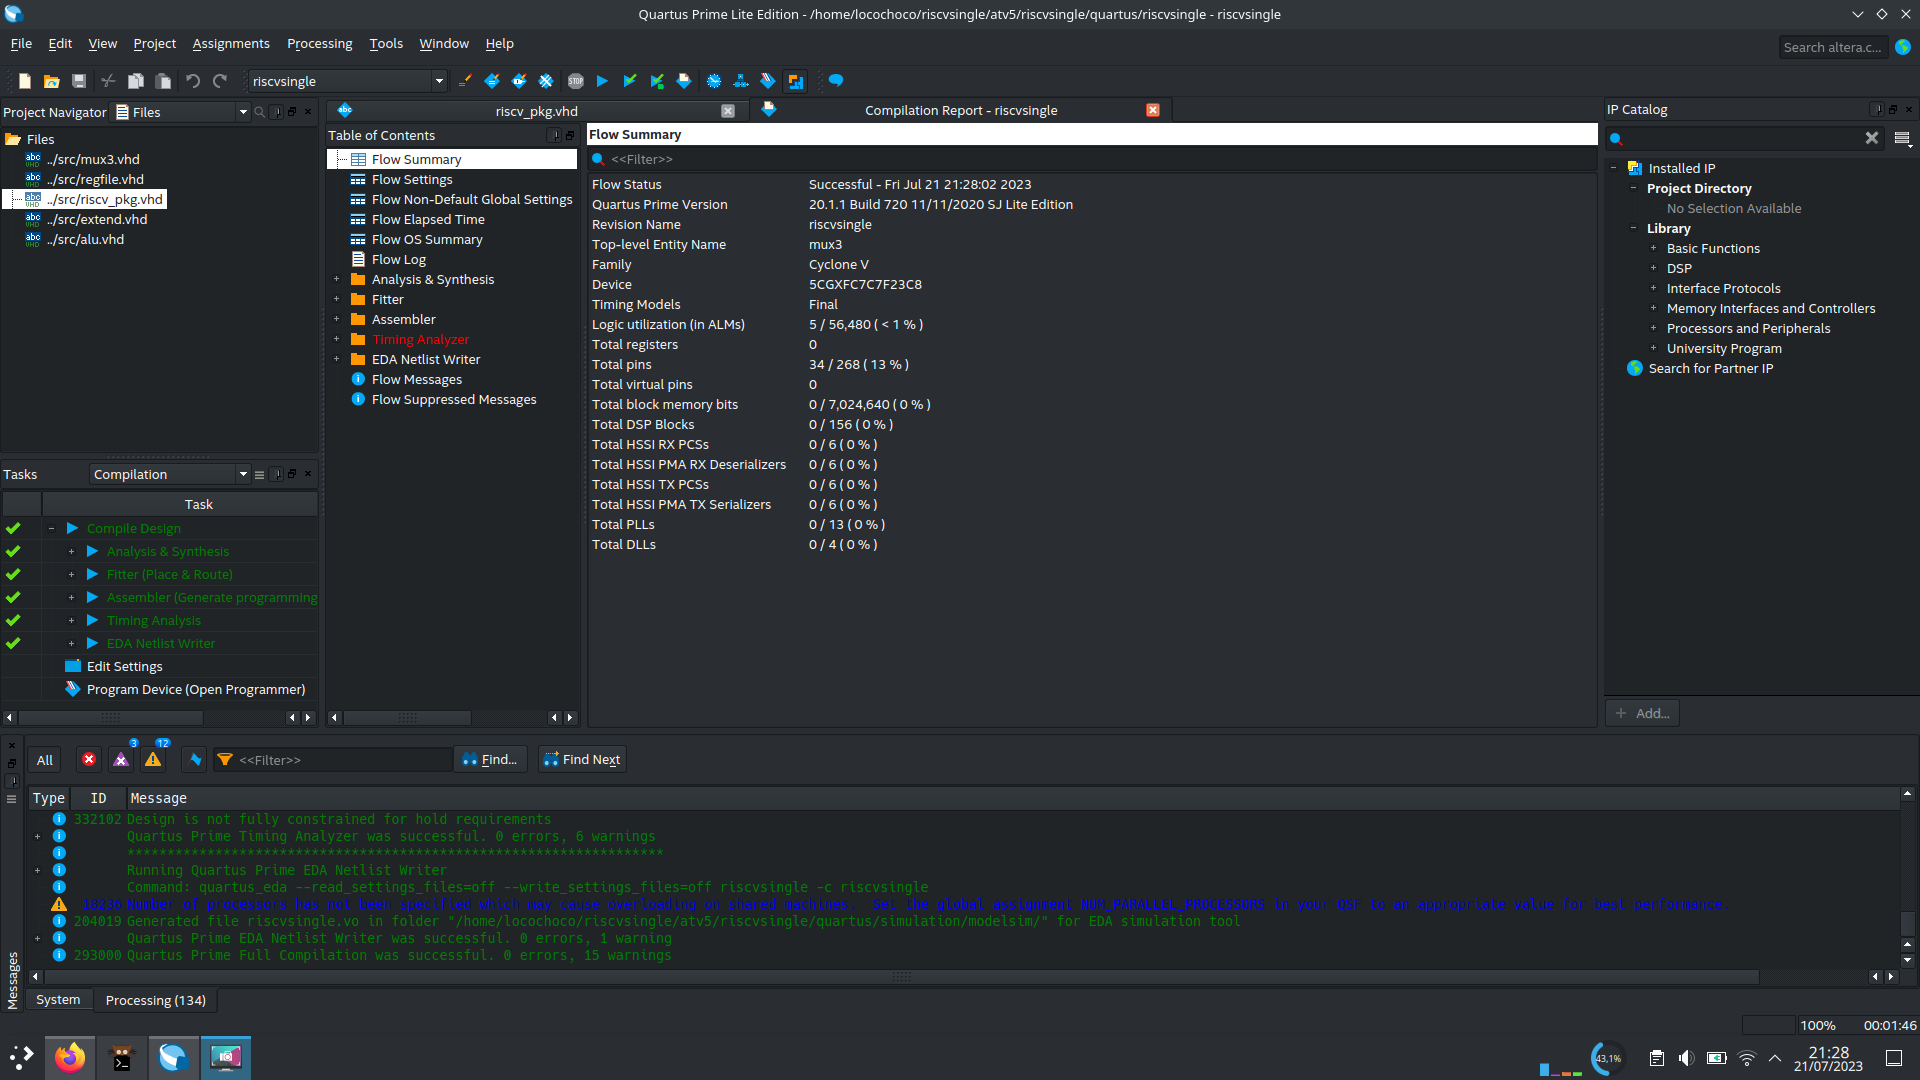 Quartus Prime Lite Edition - /home/locochoco/riscvsingle/atv5/riscvsingle/quartus/riscvsingle - riscvsingle
File Edit View Project Assignments Processing Tools Window Help
Search altera.c...
riscvsingle
STOP
Project Navigator Files
Files
../src/mux3.vhd
../src/regfile.vhd
../src/riscv_pkg.vhd
../src/extend.vhd
../src/alu.vhd
Tasks Compilation
Task
Compile Design
Analysis & Synthesis
Fitter (Place & Route)
Assembler (Generate programming
Timing Analysis
EDA Netlist Writer
Edit Settings
Program Device (Open Programmer)
riscv_pkg.vhd
Compilation Report - riscvsingle
Table of Contents
Flow Summary
Flow Settings
Flow Non-Default Global Settings
Flow Elapsed Time
Flow OS Summary
Flow Log
Analysis & Synthesis
Fitter
Assembler
Timing Analyzer
EDA Netlist Writer
Flow Messages
Flow Suppressed Messages
Flow Summary
<<Filter>>
Flow Status Successful - Fri Jul 21 21:28:02 2023
Quartus Prime Version 20.1.1 Build 720 11/11/2020 SJ Lite Edition
Revision Name riscvsingle
Top-level Entity Name mux3
Family Cyclone V
Device 5CGXFC7C7F23C8
Timing Models Final
Logic utilization (in ALMs) 5 / 56,480 ( < 1 % )
Total registers 0
Total pins 34 / 268 ( 13 % )
Total virtual pins 0
Total block memory bits 0 / 7,024,640 ( 0 % )
Total DSP Blocks 0 / 156 ( 0 % )
Total HSSI RX PCSs 0 / 6 ( 0 % )
Total HSSI PMA RX Deserializers 0 / 6 ( 0 % )
Total HSSI TX PCSs 0 / 6 ( 0 % )
Total HSSI PMA TX Serializers 0 / 6 ( 0 % )
Total PLLs 0 / 13 ( 0 % )
Total DLLs 0 / 4 ( 0 % )
IP Catalog
Installed IP
Project Directory
No Selection Available
Library
Basic Functions
DSP
Interface Protocols
Memory Interfaces and Controllers
Processors and Peripherals
University Program
Search for Partner IP
+ Add...
All 3 12 <<Filter>> Find... Find Next
Type ID Message
332102 Design is not fully constrained for hold requirements
Quartus Prime Timing Analyzer was successful. 0 errors, 6 warnings
*******************************************************************
Running Quartus Prime EDA Netlist Writer
Command: quartus_eda --read_settings_files=off --write_settings_files=off riscvsingle -c riscvsingle
18236 Number of processors has not been specified which may cause overloading on shared machines.  Set the global assignment NUM_PARALLEL_PROCESSORS in your QSF to an appropriate value for best performance.
204019 Generated file riscvsingle.vo in folder "/home/locochoco/riscvsingle/atv5/riscvsingle/quartus/simulation/modelsim/" for EDA simulation tool
Quartus Prime EDA Netlist Writer was successful. 0 errors, 1 warning
293000 Quartus Prime Full Compilation was successful. 0 errors, 15 warnings
Messages
System Processing (134)
100% 00:01:46
43,1%
21:28
21/07/2023